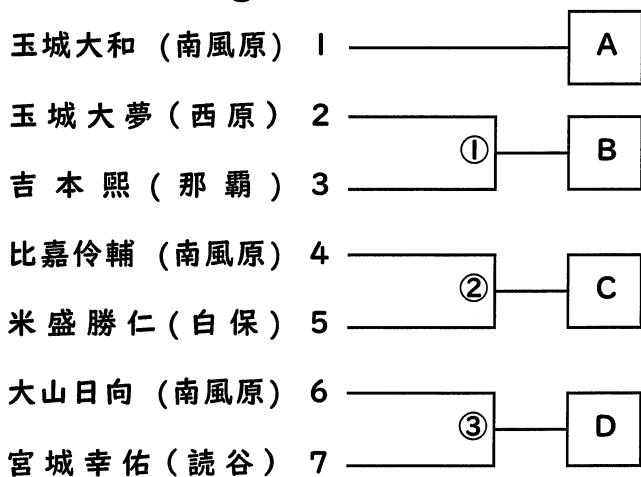 玉城大和 (南風原) 1 A
玉城大夢 (西原) 2
① B
吉本熙 (那覇) 3
比嘉伶輔 (南風原) 4
② C
米盛勝仁 (白保) 5
大山日向 (南風原) 6
③ D
宮城幸佑 (読谷) 7